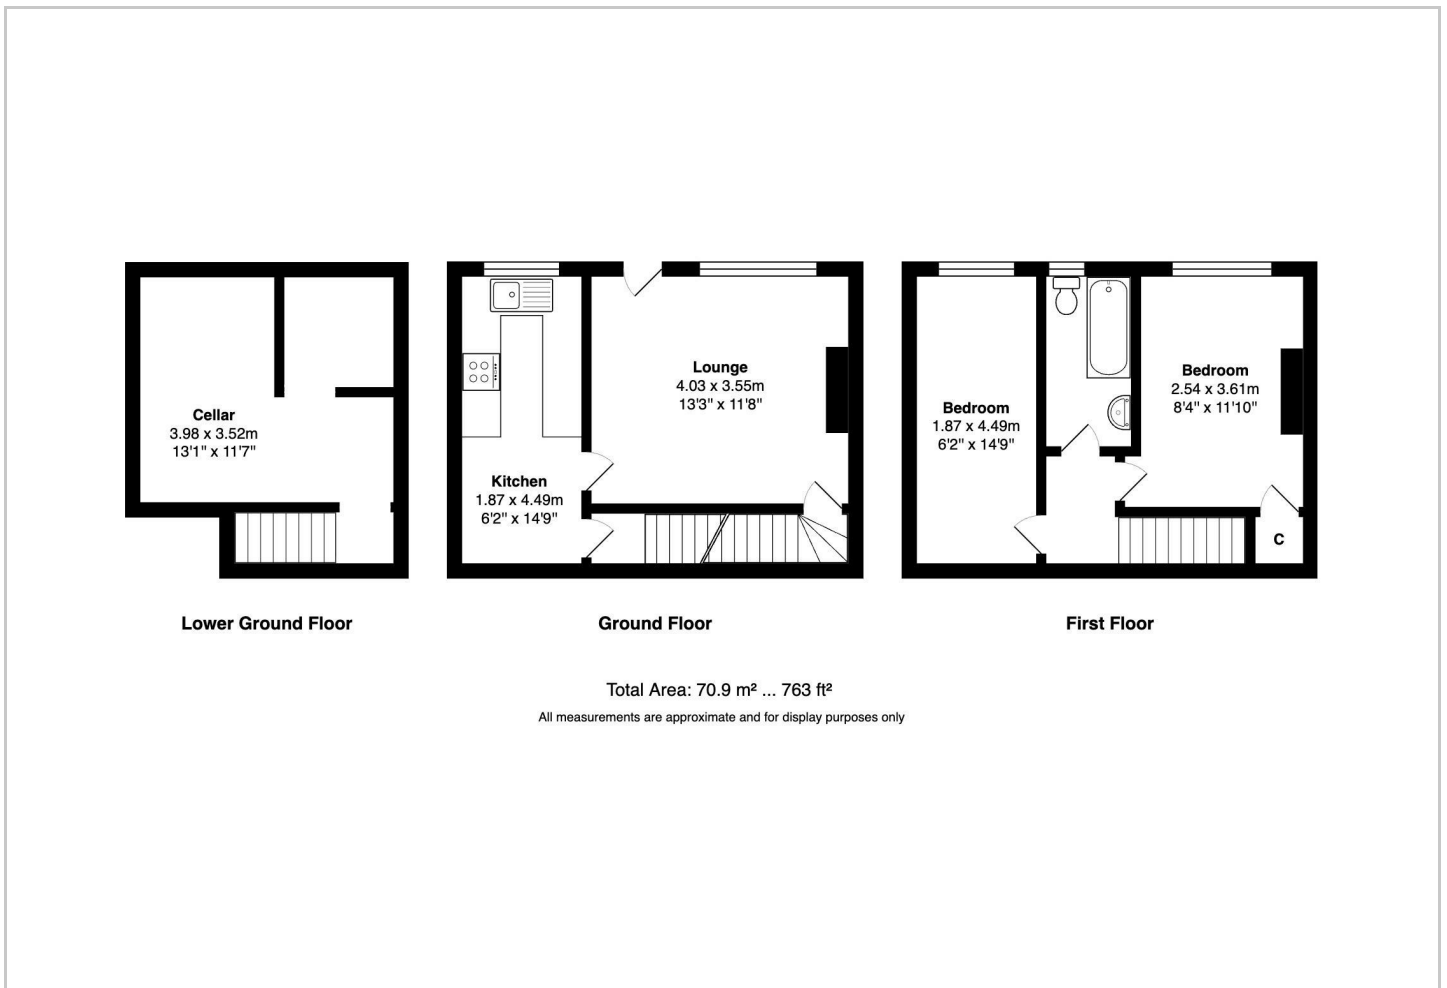 Cellar
3.98 x 3.52m
13'1" x 11'7"
Lower Ground Floor
Lounge
4.03 x 3.55m
13'3" x 11'8"
Kitchen
1.87 x 4.49m
6'2" x 14'9"
Ground Floor
Bedroom
1.87 x 4.49m
6'2" x 14'9"
Bedroom
2.54 x 3.61m
8'4" x 11'10"
C
First Floor
Total Area: 70.9 m² ... 763 ft²
All measurements are approximate and for display purposes only